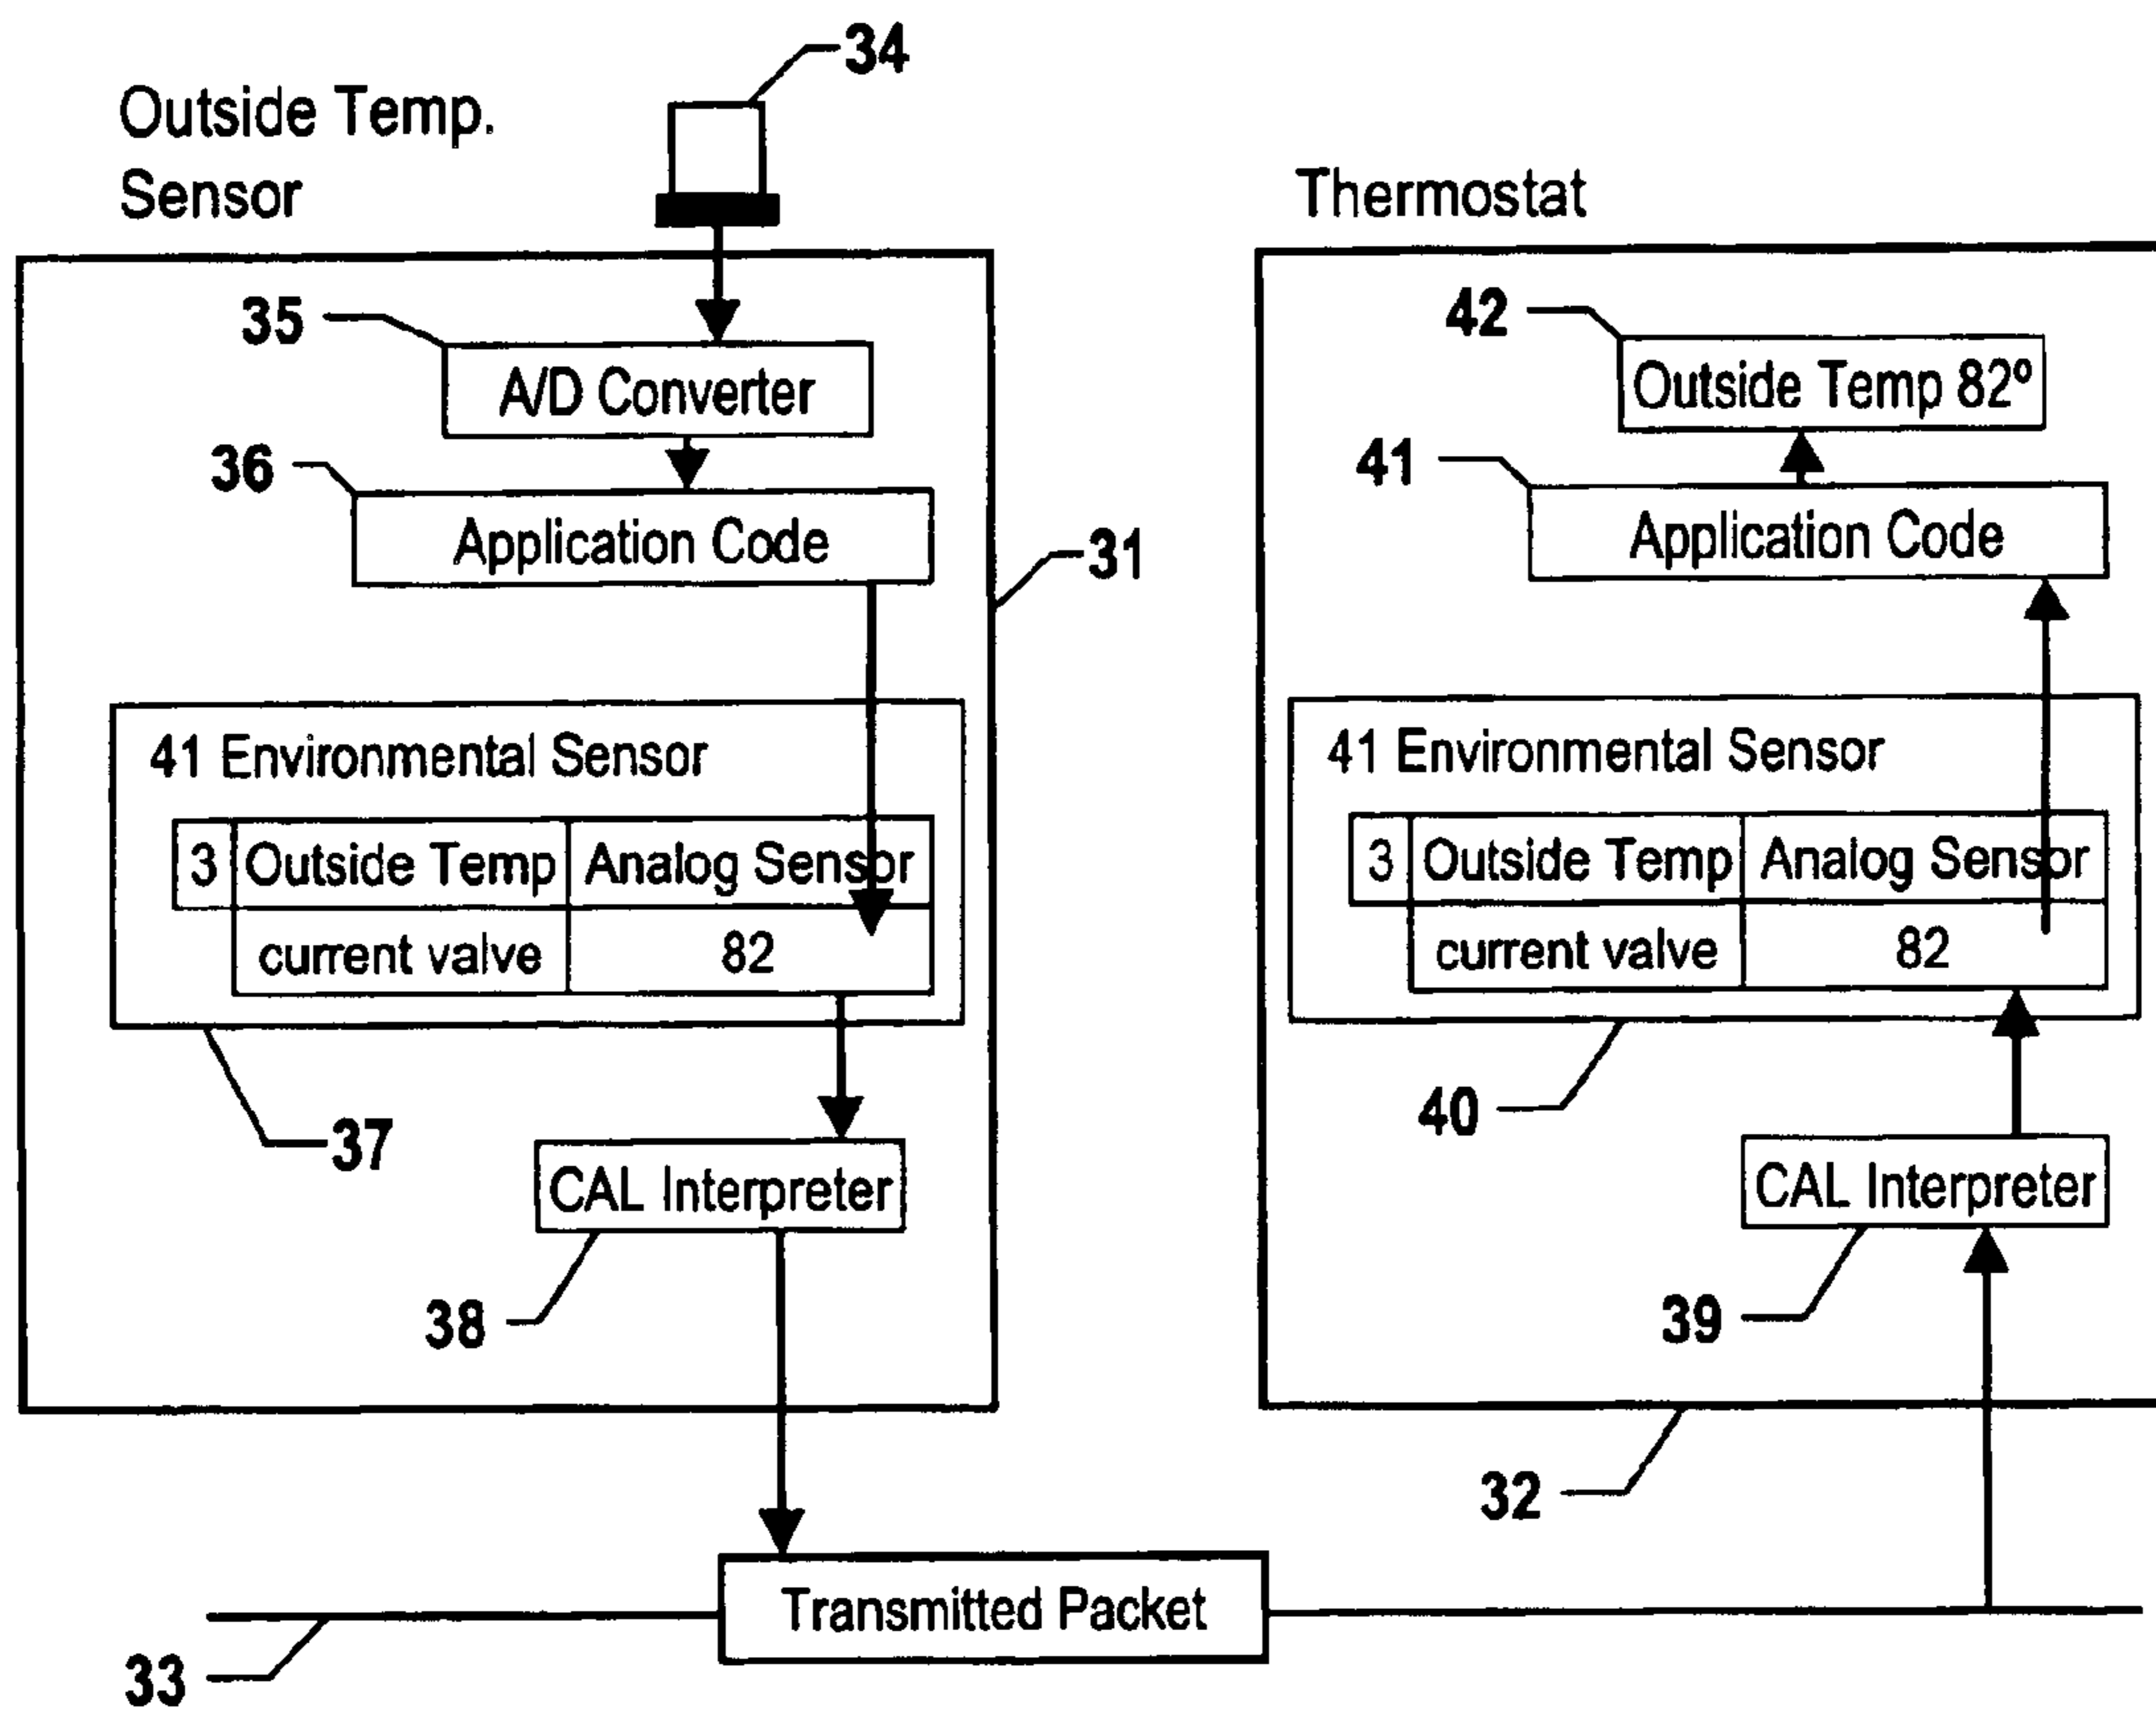 34
Outside Temp.
Sensor
35
A/D Converter
36
Application Code
31
41 Environmental Sensor
3 Outside Temp Analog Sensor
current valve 82
37
CAL Interpreter
38
Thermostat
42
Outside Temp 82º
41
Application Code
41 Environmental Sensor
3 Outside Temp Analog Sensor
current valve 82
40
CAL Interpreter
39
32
Transmitted Packet
33